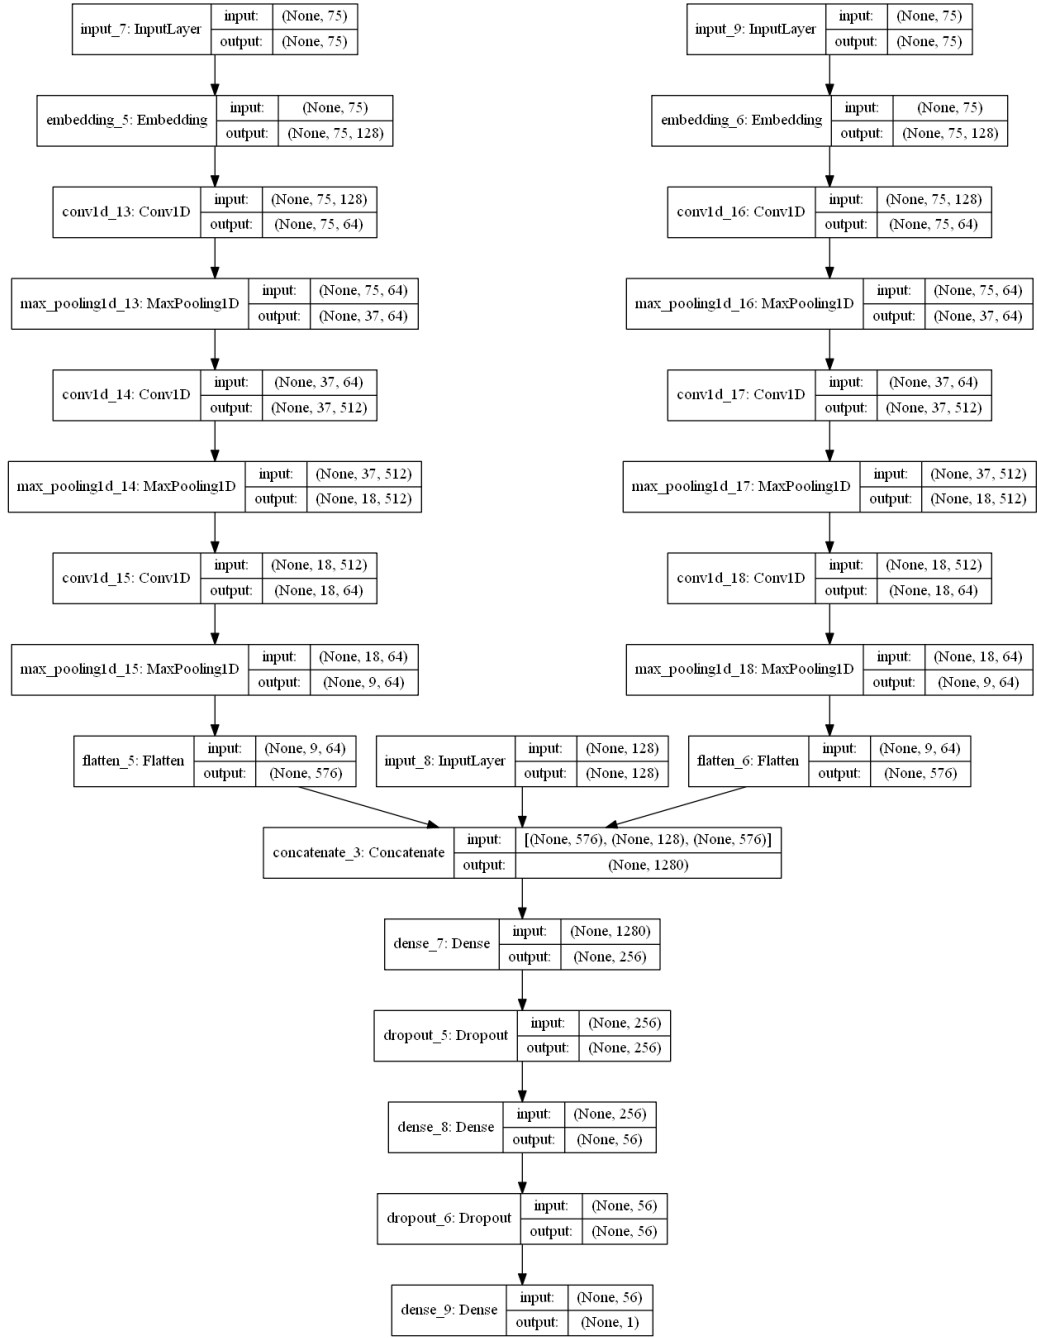 input_7: InputLayer input: (None, 75) output: (None, 75)
input_9: InputLayer input: (None, 75) output: (None, 75)
embedding_5: Embedding input: (None, 75) output: (None, 75, 128)
embedding_6: Embedding input: (None, 75) output: (None, 75, 128)
conv1d_13: Conv1D input: (None, 75, 128) output: (None, 75, 64)
conv1d_16: Conv1D input: (None, 75, 128) output: (None, 75, 64)
max_pooling1d_13: MaxPooling1D input: (None, 75, 64) output: (None, 37, 64)
max_pooling1d_16: MaxPooling1D input: (None, 75, 64) output: (None, 37, 64)
conv1d_14: Conv1D input: (None, 37, 64) output: (None, 37, 512)
conv1d_17: Conv1D input: (None, 37, 64) output: (None, 37, 512)
max_pooling1d_14: MaxPooling1D input: (None, 37, 512) output: (None, 18, 512)
max_pooling1d_17: MaxPooling1D input: (None, 37, 512) output: (None, 18, 512)
conv1d_15: Conv1D input: (None, 18, 512) output: (None, 18, 64)
conv1d_18: Conv1D input: (None, 18, 512) output: (None, 18, 64)
max_pooling1d_15: MaxPooling1D input: (None, 18, 64) output: (None, 9, 64)
max_pooling1d_18: MaxPooling1D input: (None, 18, 64) output: (None, 9, 64)
flatten_5: Flatten input: (None, 9, 64) output: (None, 576)
input_8: InputLayer input: (None, 128) output: (None, 128)
flatten_6: Flatten input: (None, 9, 64) output: (None, 576)
concatenate_3: Concatenate input: [(None, 576), (None, 128), (None, 576)] output: (None, 1280)
dense_7: Dense input: (None, 1280) output: (None, 256)
dropout_5: Dropout input: (None, 256) output: (None, 256)
dense_8: Dense input: (None, 256) output: (None, 56)
dropout_6: Dropout input: (None, 56) output: (None, 56)
dense_9: Dense input: (None, 56) output: (None, 1)